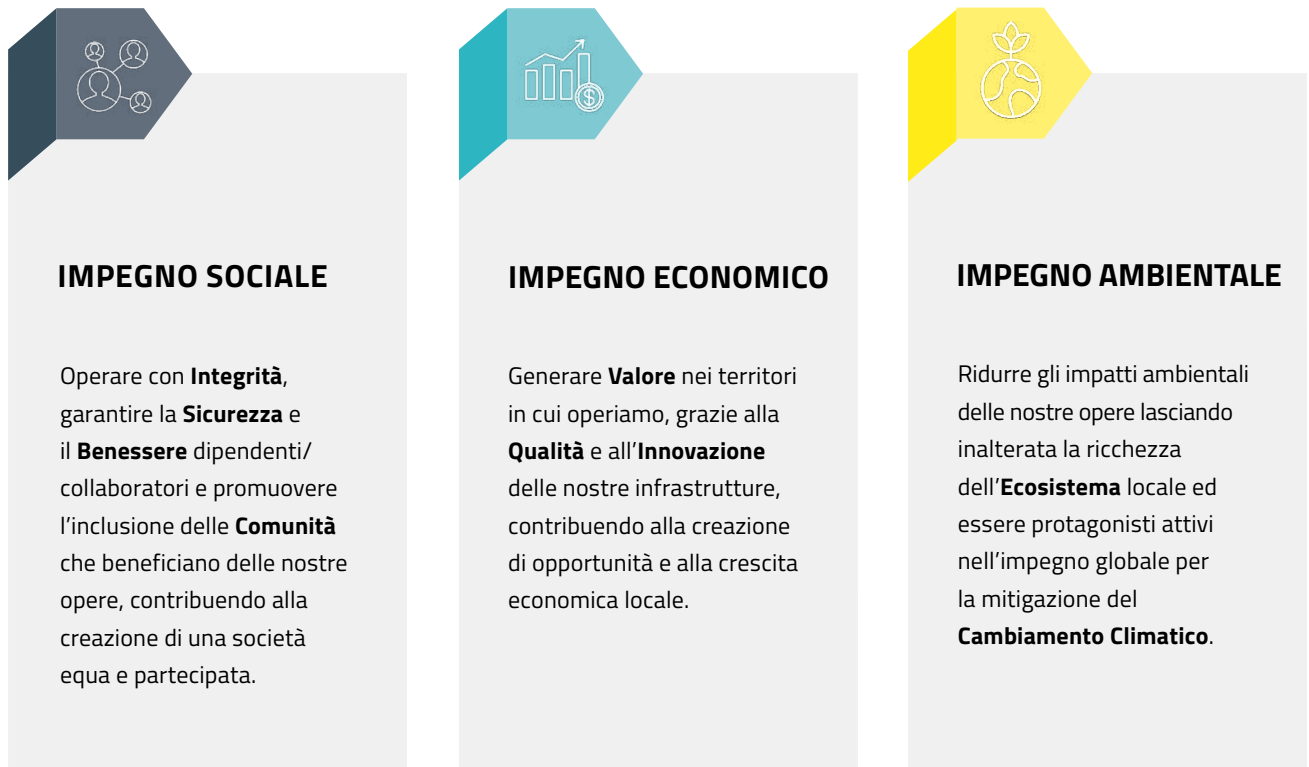 IMPEGNO SOCIALE
Operare con Integrità,
garantire la Sicurezza e
il Benessere dipendenti/
collaboratori e promuovere
l’inclusione delle Comunità
che beneficiano delle nostre
opere, contribuendo alla
creazione di una società
equa e partecipata.
IMPEGNO ECONOMICO
Generare Valore nei territori
in cui operiamo, grazie alla
Qualità e all’Innovazione
delle nostre infrastrutture,
contribuendo alla creazione
di opportunità e alla crescita
economica locale.
IMPEGNO AMBIENTALE
Ridurre gli impatti ambientali
delle nostre opere lasciando
inalterata la ricchezza
dell’Ecosistema locale ed
essere protagonisti attivi
nell’impegno globale per
la mitigazione del
Cambiamento Climatico.